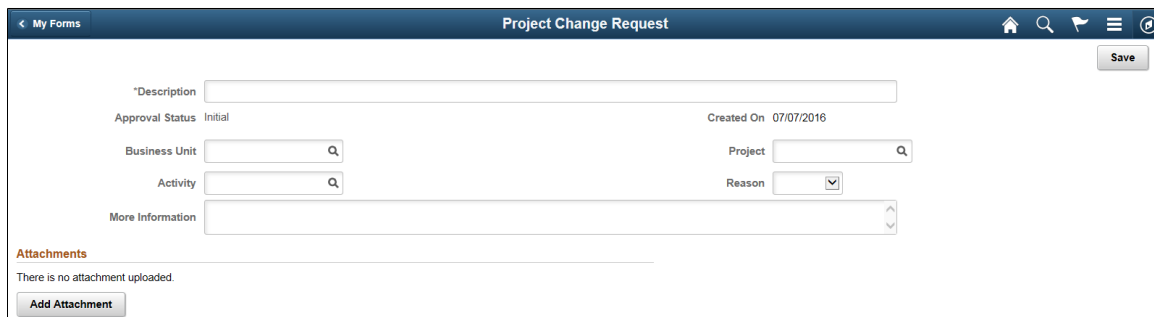 My Forms
Project Change Request
Save
*Description
Approval Status Initial Created On 07/07/2016
Business Unit Project
Activity Reason
More Information
Attachments
There is no attachment uploaded.
Add Attachment